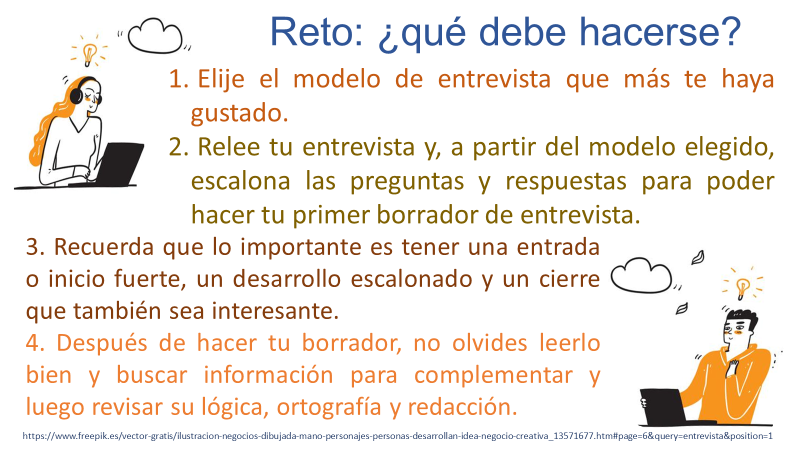 Reto: ¿qué debe hacerse?
1. Elije el modelo de entrevista que más te haya
gustado.
2. Relee tu entrevista y, a partir del modelo elegido,
escalona las preguntas y respuestas para poder
hacer tu primer borrador de entrevista.
3. Recuerda que lo importante es tener una entrada
o inicio fuerte, un desarrollo escalonado y un cierre
que también sea interesante.
4. Después de hacer tu borrador, no olvides leerlo
bien y buscar información para complementar y
luego revisar su lógica, ortografía y redacción.
https://www.freepik.es/vector-gratis/ilustracion-negocios-dibujada-mano-personajes-personas-desarrollan-idea-negocio-creativa_13571677.htm#page=6&query=entrevista&position=1